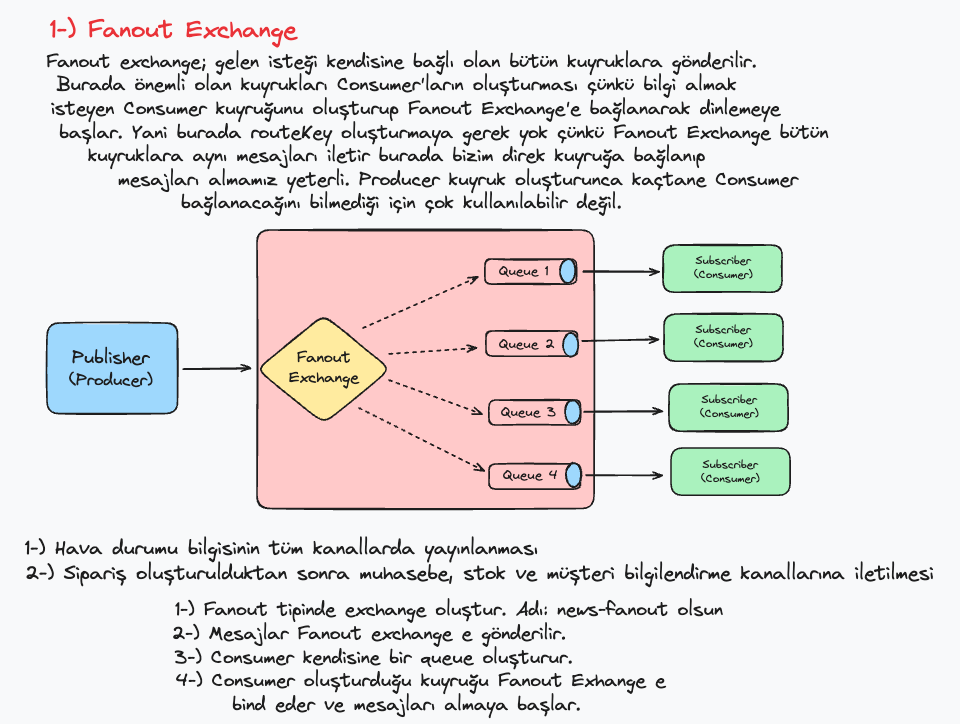 1-) Fanout Exchange
Fanout exchange; gelen isteği kendisine bağlı olan bütün kuyruklara gönderilir.
Burada önemli olan kuyrukları Consumer'ların oluşturması çünkü bilgi almak
isteyen Consumer kuyruğunu oluşturup Fanout Exchange'e bağlanarak dinlemeye
başlar. Yani burada routeKey oluşturmaya gerek yok çünkü Fanout Exchange bütün
kuyruklara aynı mesajları iletir burada bizim direk kuyruğa bağlanıp
mesajları almamız yeterli. Producer kuyruk oluşturunca kaçtane Consumer
bağlanacağını bilmediği için çok kullanılabilir değil.
Publisher
(Producer)
Fanout
Exchange
Queue 1
Subscriber
(Consumer)
Queue 2
Subscriber
(Consumer)
Queue 3
Subscriber
(Consumer)
Queue 4
Subscriber
(Consumer)
1-) Hava durumu bilgisinin tüm kanallarda yayınlanması
2-) Sipariş oluşturulduktan sonra muhasebe, stok ve müşteri bilgilendirme kanallarına iletilmesi
1-) Fanout tipinde exchange oluştur. Adı: news-fanout olsun
2-) Mesajlar Fanout exchange e gönderilir.
3-) Consumer kendisine bir queue oluşturur.
4-) Consumer oluşturduğu kuyruğu Fanout Exhange e
bind eder ve mesajları almaya başlar.